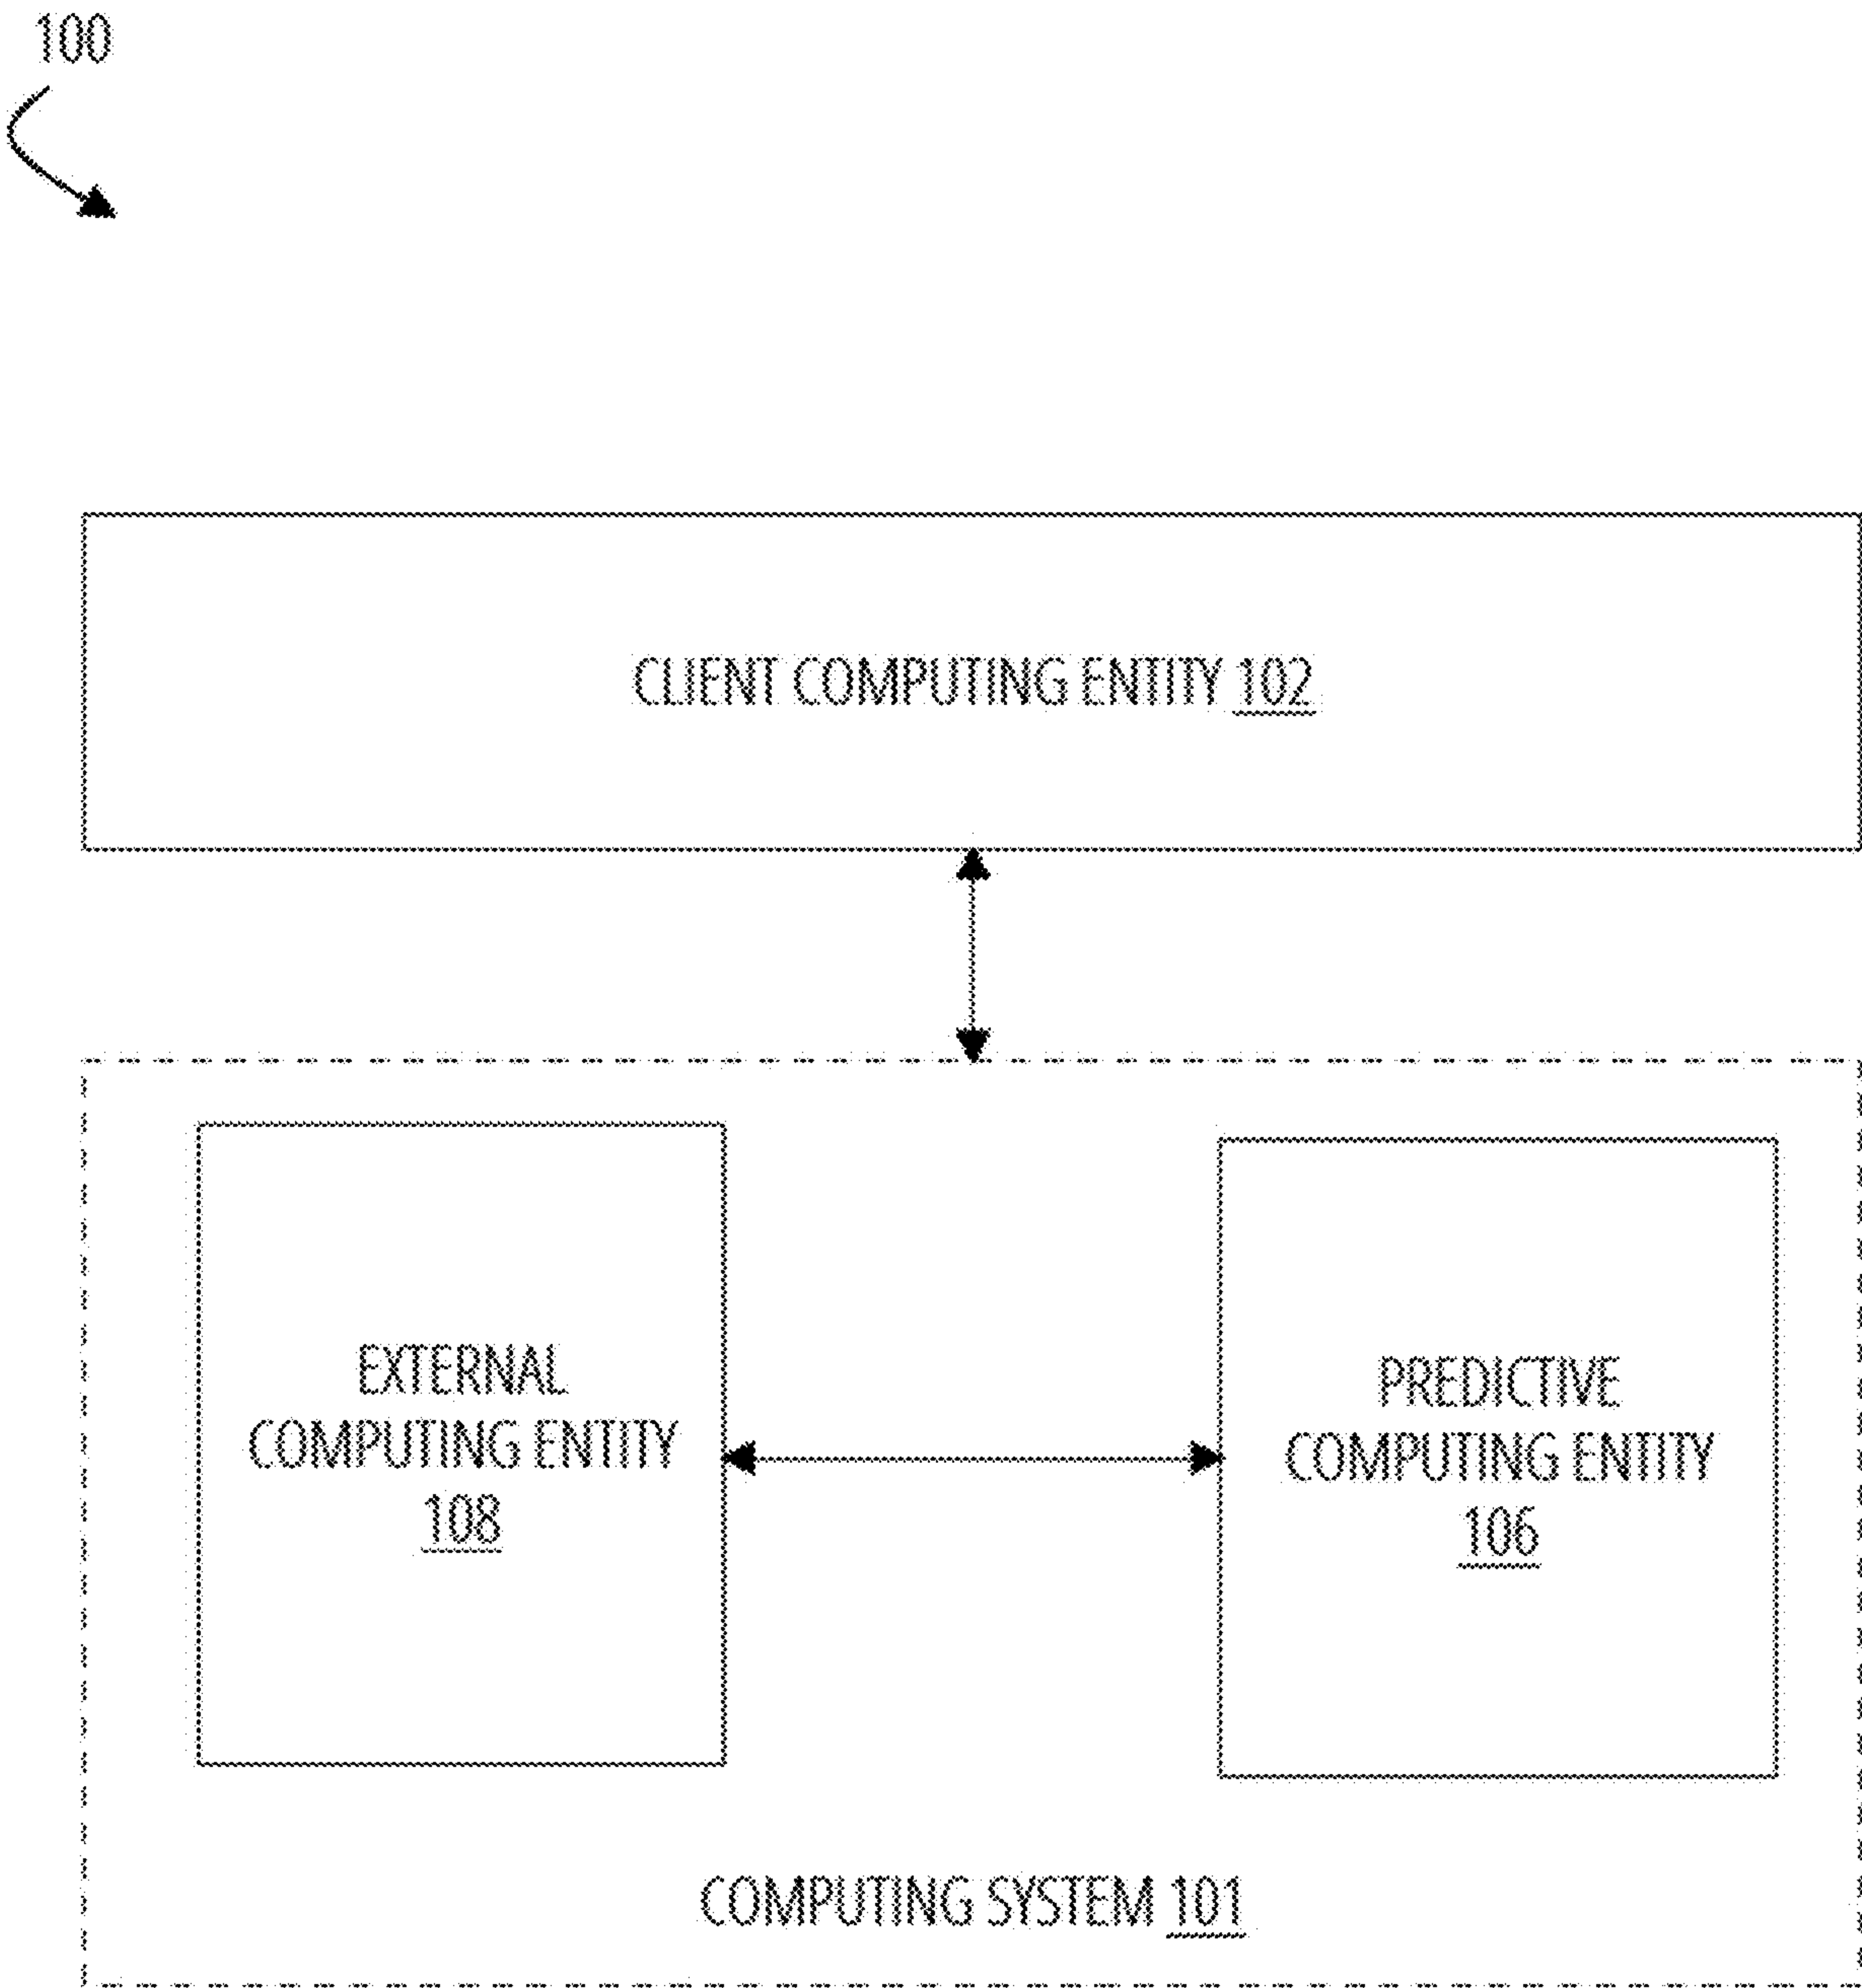 100
CLIENT COMPUTING ENTITY 102
EXTERNAL
COMPUTING ENTITY
108
PREDICTIVE
COMPUTING ENTITY
106
COMPUTING SYSTEM 101